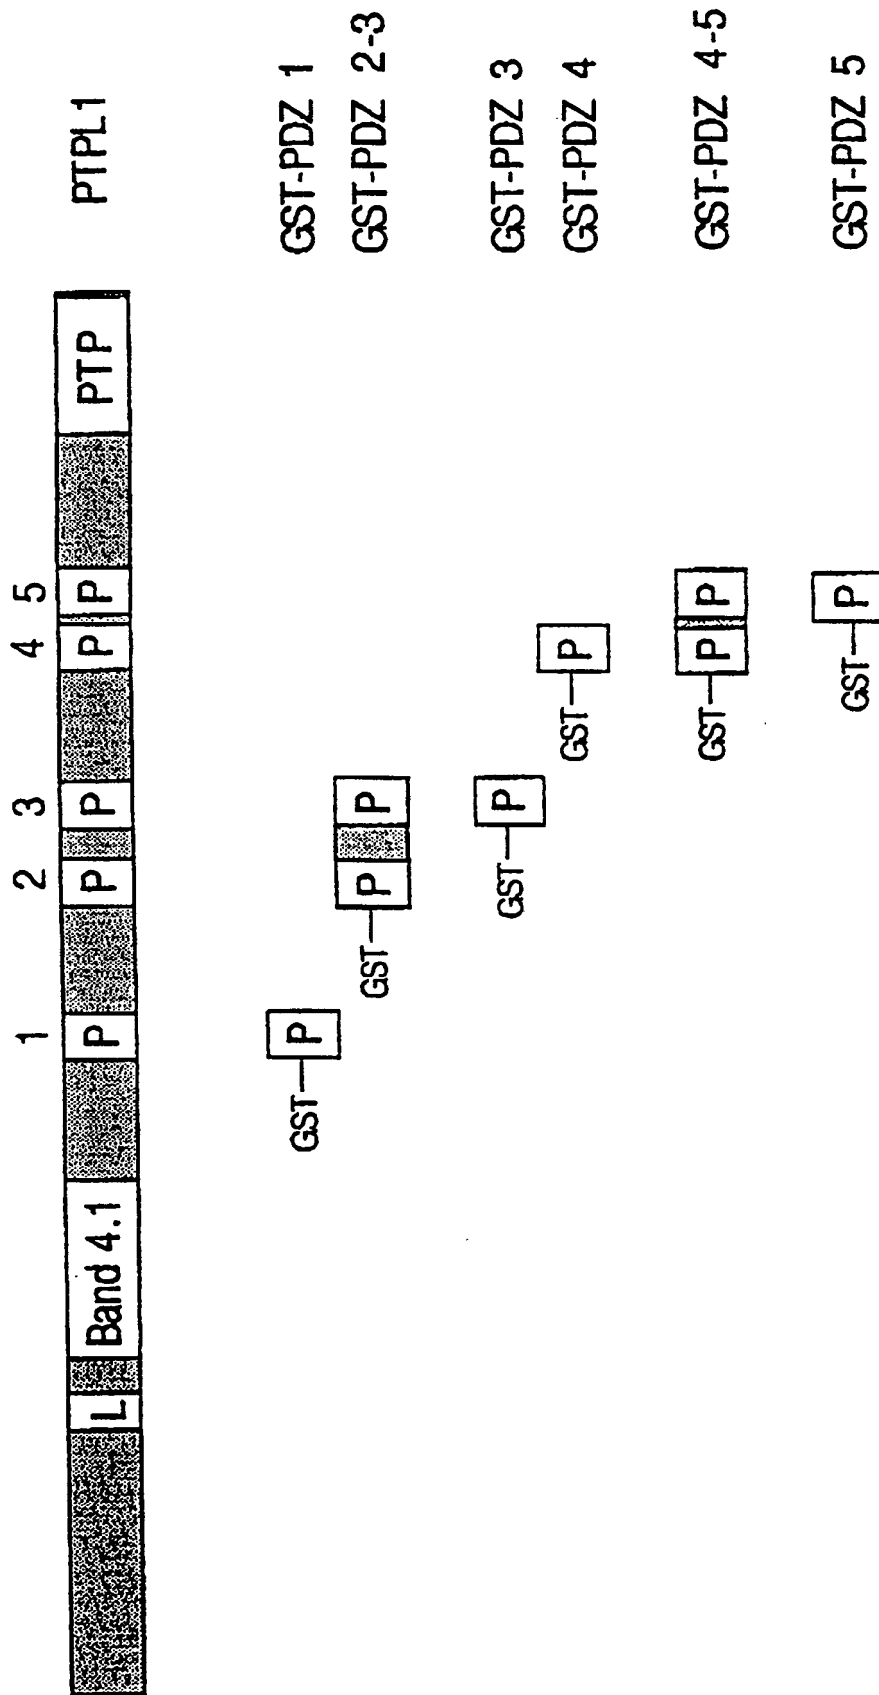 1 2 3 4 5
L Band 4.1 P P P P P PTP PTPL1
GST P GST-PDZ 1
GST P P GST-PDZ 2-3
GST P GST-PDZ 3
GST P GST-PDZ 4
GST P P GST-PDZ 4-5
GST P GST-PDZ 5